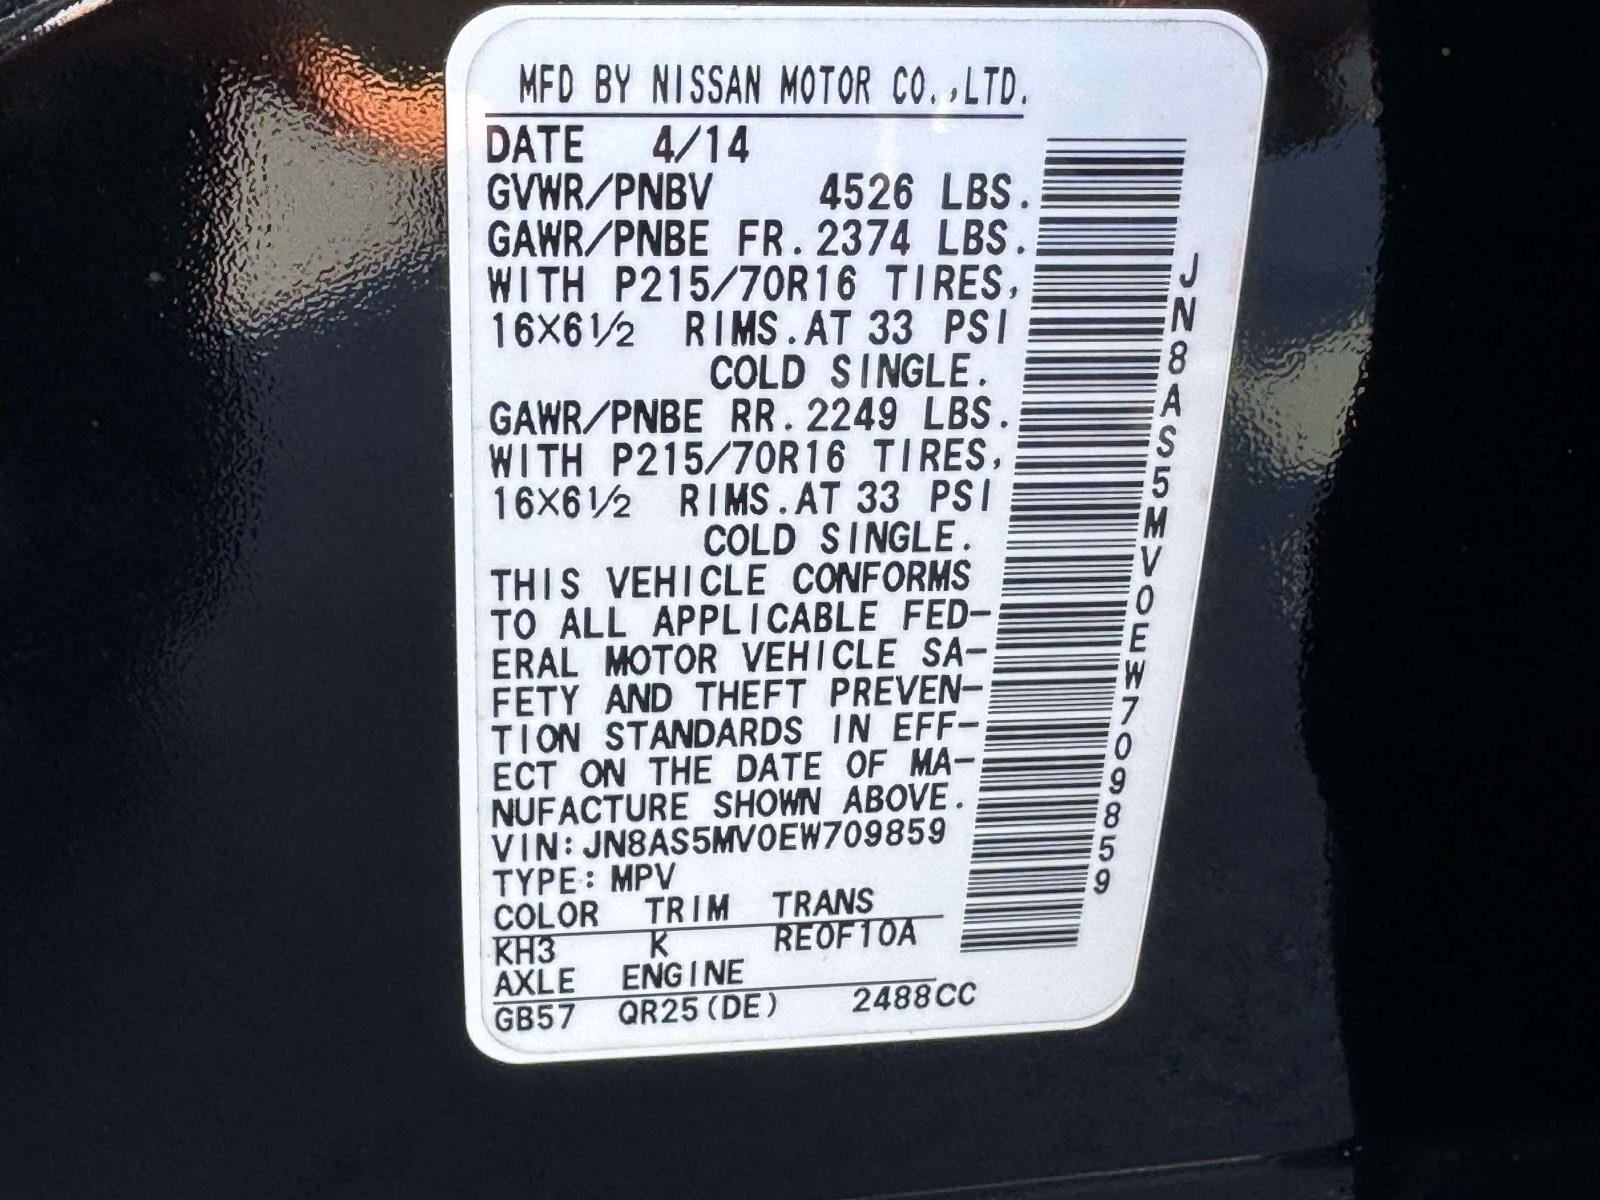 MFD BY NISSAN MOTOR CO.,LTD.
DATE 4/14
GVWR/PNBV 4526 LBS.
GAWR/PNBE FR.2374 LBS.
WITH P215/70R16 TIRES,
16X6½ RIMS.AT 33 PSI
COLD SINGLE.
GAWR/PNBE RR.2249 LBS.
WITH P215/70R16 TIRES,
16X6½ RIMS.AT 33 PSI
COLD SINGLE.
THIS VEHICLE CONFORMS
TO ALL APPLICABLE FED-
ERAL MOTOR VEHICLE SA-
FETY AND THEFT PREVEN-
TION STANDARDS IN EFF-
ECT ON THE DATE OF MA-
NUFACTURE SHOWN ABOVE.
VIN:JN8AS5MV0EW709859
TYPE:MPV
COLOR TRIM TRANS
KH3 K RE0F10A
AXLE ENGINE
GB57 QR25(DE) 2488CC
JN8AS5MV0EW709859